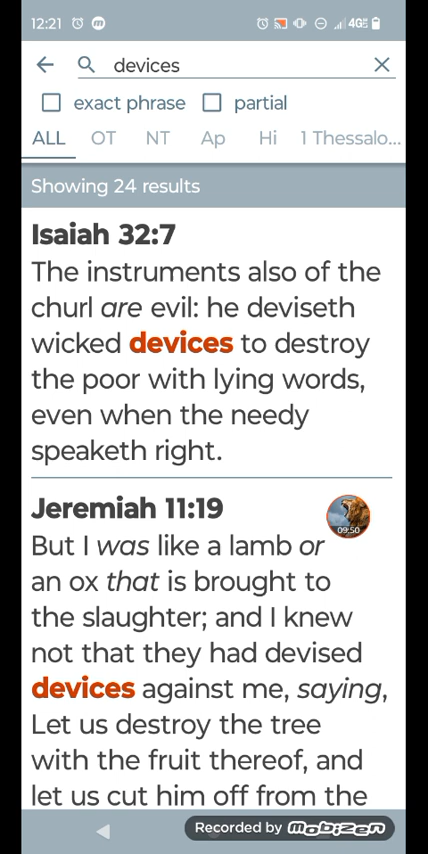 12:21
4G
devices
exact phrase partial
ALL OT NT Ap Hi 1 Thessalo...
Showing 24 results
Isaiah 32:7
The instruments also of the
churl are evil: he deviseth
wicked devices to destroy
the poor with lying words,
even when the needy
speaketh right.
Jeremiah 11:19
09:50
But I was like a lamb or
an ox that is brought to
the slaughter; and I knew
not that they had devised
devices against me, saying,
Let us destroy the tree
with the fruit thereof, and
let us cut him off from the
Recorded by mobizen